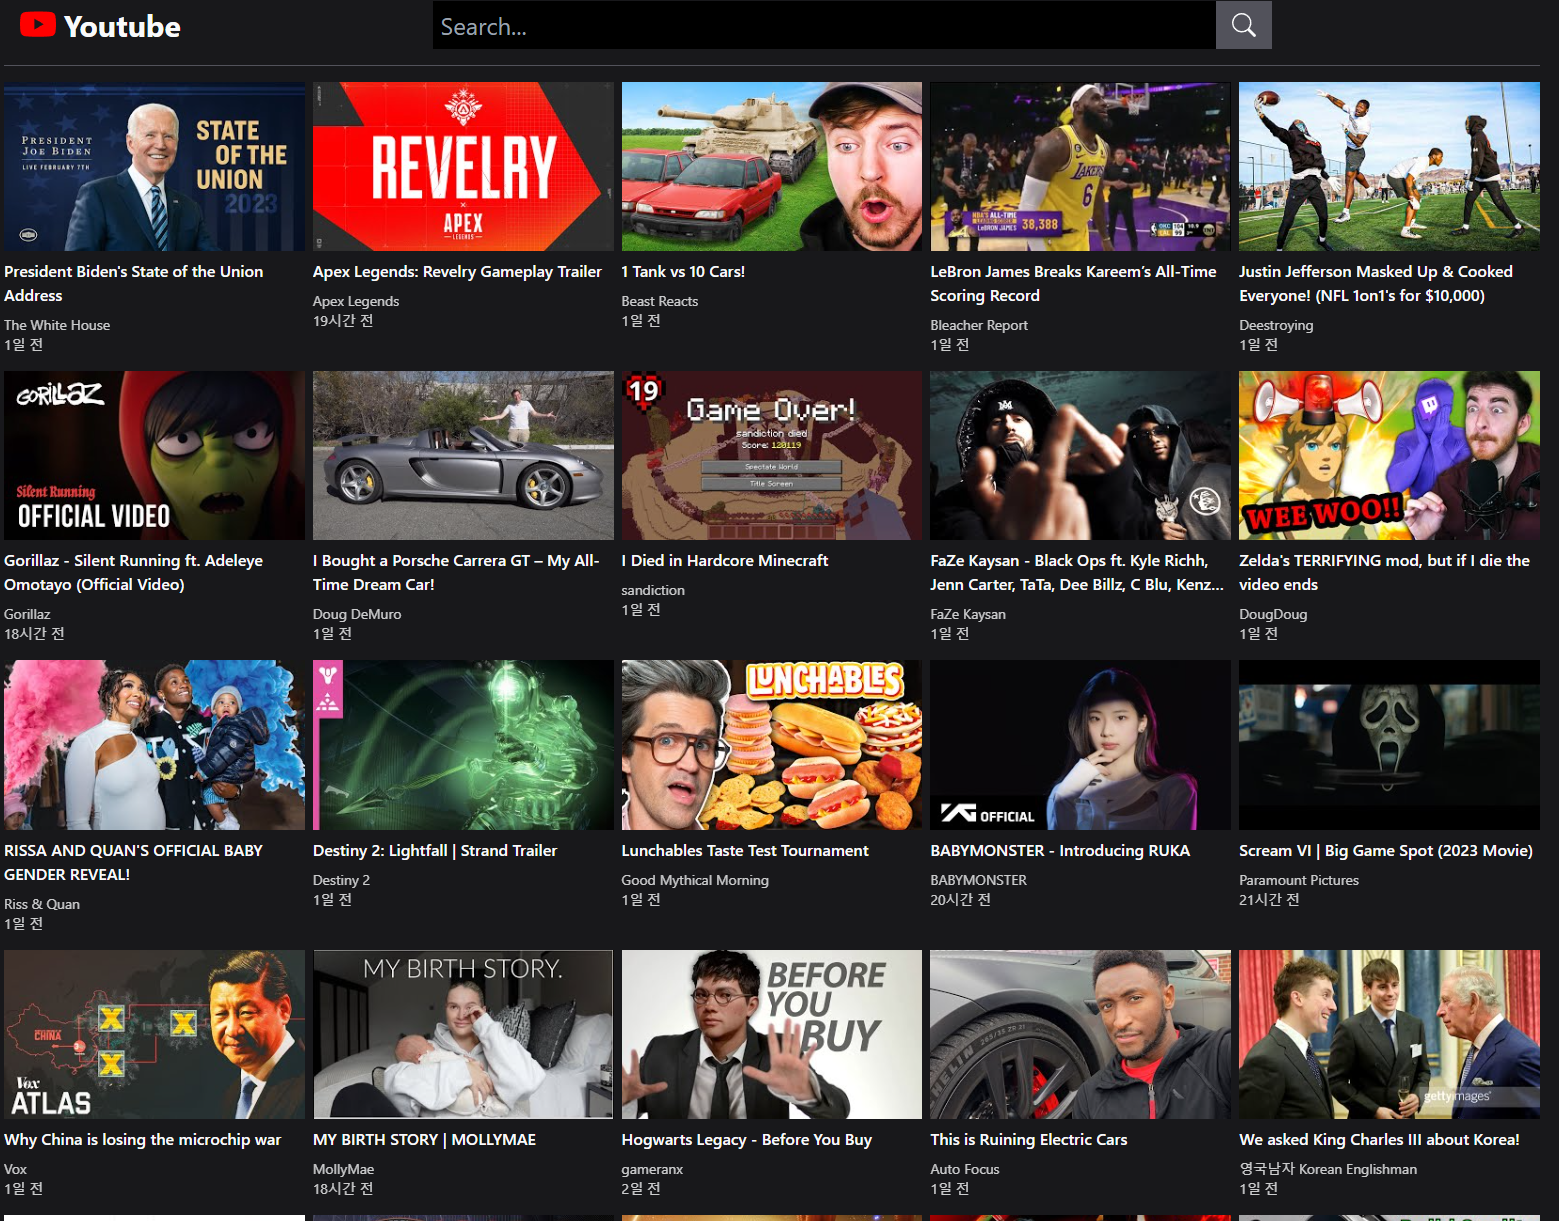 Youtube
Search...
PRESIDENT
JOE BIDEN
LIVE FEBRUARY 7TH
STATE
OF THE
UNION
2023
REVELRY
X
APEX
LEGENDS
NBA'S ALL-TIME
LEADING SCORER
LEBRON JAMES
38,388
LAKERS
6
President Biden's State of the Union
Address
The White House
1일 전
Apex Legends: Revelry Gameplay Trailer
Apex Legends
19시간 전
1 Tank vs 10 Cars!
Beast Reacts
1일 전
LeBron James Breaks Kareem’s All-Time
Scoring Record
Bleacher Report
1일 전
Justin Jefferson Masked Up & Cooked
Everyone! (NFL 1on1's for $10,000)
Deestroying
1일 전
GORILLAZ
Silent Running
OFFICIAL VIDEO
19
Game Over!
sandiction died
Score: 120119
Spectate World
Title Screen
WEE WOO!!
Gorillaz - Silent Running ft. Adeleye
Omotayo (Official Video)
Gorillaz
18시간 전
I Bought a Porsche Carrera GT – My All-
Time Dream Car!
Doug DeMuro
1일 전
I Died in Hardcore Minecraft
sandiction
1일 전
FaZe Kaysan - Black Ops ft. Kyle Richh,
Jenn Carter, TaTa, Dee Billz, C Blu, Kenz...
FaZe Kaysan
1일 전
Zelda's TERRIFYING mod, but if I die the
video ends
DougDoug
1일 전
LUNCHABLES
YG OFFICIAL
RISSA AND QUAN'S OFFICIAL BABY
GENDER REVEAL!
Riss & Quan
1일 전
Destiny 2: Lightfall | Strand Trailer
Destiny 2
1일 전
Lunchables Taste Test Tournament
Good Mythical Morning
1일 전
BABYMONSTER - Introducing RUKA
BABYMONSTER
20시간 전
Scream VI | Big Game Spot (2023 Movie)
Paramount Pictures
21시간 전
CHINA
Vox
ATLAS
MY BIRTH STORY.
BEFORE
YOU
BUY
gettyimages
Why China is losing the microchip war
Vox
1일 전
MY BIRTH STORY | MOLLYMAE
MollyMae
18시간 전
Hogwarts Legacy - Before You Buy
gameranx
2일 전
This is Ruining Electric Cars
Auto Focus
1일 전
We asked King Charles III about Korea!
영국남자 Korean Englishman
1일 전